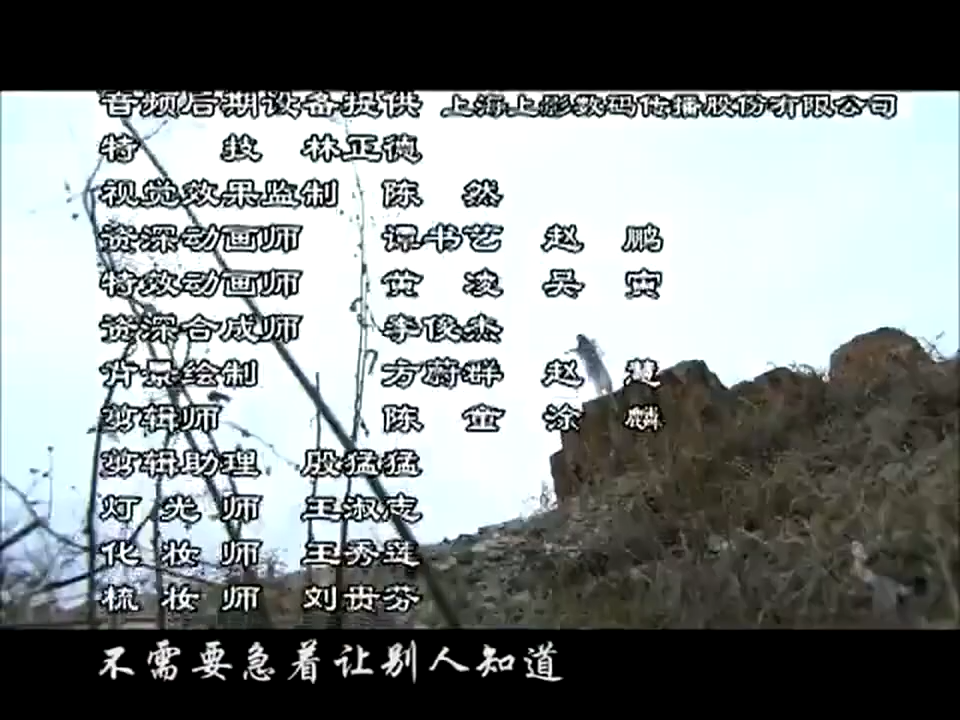 音频后期设备提供 上海上影数码传播股份有限公司
特 技 林正德
视觉效果监制 陈 然
资深动画师 谭书艺 赵 鹏
特效动画师 黄 凌 吴 寅
资深合成师 李俊杰
背景绘制 方蔚群 赵 慧
剪辑师 陈 童 涂 麟
剪辑助理 殷猛猛
灯光师 王淑志
化妆师 王秀莲
梳妆师 刘贵芬
不需要急着让别人知道